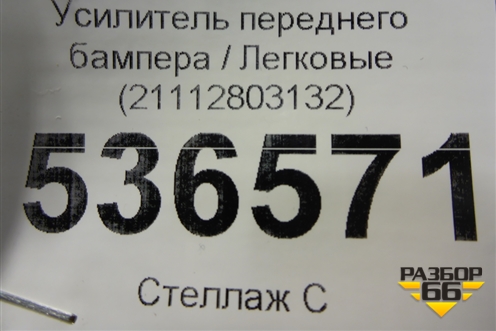 Усилитель переднего
бампера / Легковые
(21112803132)
536571
Стеллаж С
РАЗБОР
66